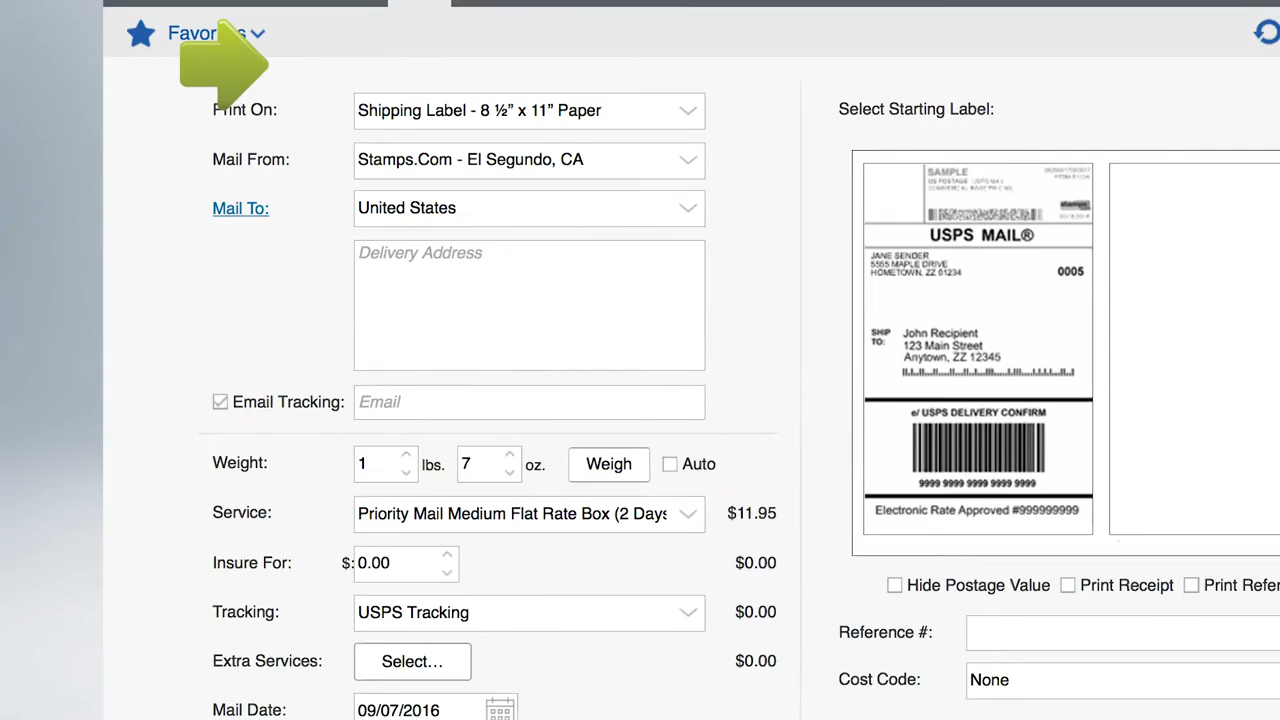 Favor s
Print On:
Shipping Label - 8 ½” x 11” Paper
Mail From:
Stamps.Com - El Segundo, CA
Mail To:
United States
Delivery Address
Email Tracking:
Email
Weight:
1
lbs.
7
oz.
Weigh
Auto
Service:
Priority Mail Medium Flat Rate Box (2 Days
$11.95
Insure For:
$:
0.00
$0.00
Tracking:
USPS Tracking
$0.00
Extra Services:
Select...
$0.00
Mail Date:
09/07/2016
Select Starting Label:
SAMPLE
USPS MAIL®
JANE SENDER
5555 MAPLE DRIVE
HOMETOWN, ZZ 01234
0005
SHIP
TO:
John Recipient
123 Main Street
Anytown, ZZ 12345
e/ USPS DELIVERY CONFIRM
9999 9999 9999 9999 9999
Electronic Rate Approved #999999999
Hide Postage Value
Print Receipt
Print Refer
Reference #:
Cost Code:
None